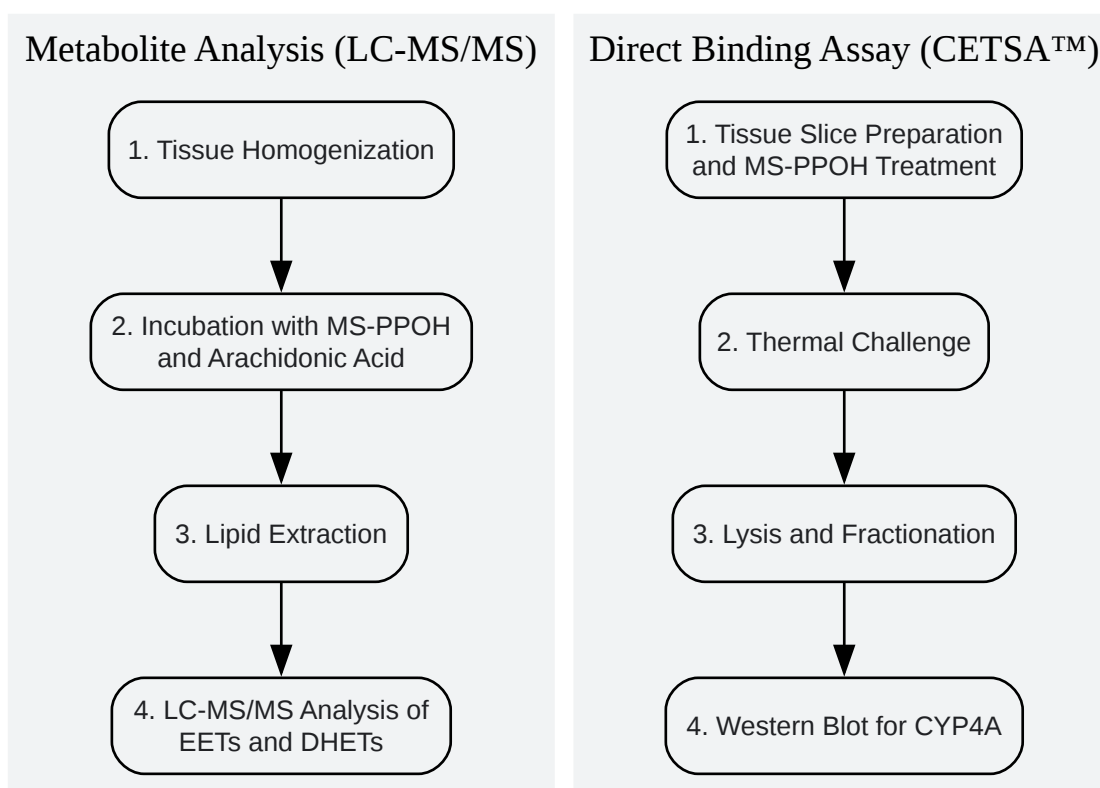 Metabolite Analysis (LC-MS/MS)
1. Tissue Homogenization
2. Incubation with MS-PPOH
and Arachidonic Acid
3. Lipid Extraction
4. LC-MS/MS Analysis of
EETs and DHETs
Direct Binding Assay (CETSA™)
1. Tissue Slice Preparation
and MS-PPOH Treatment
2. Thermal Challenge
3. Lysis and Fractionation
4. Western Blot for CYP4A